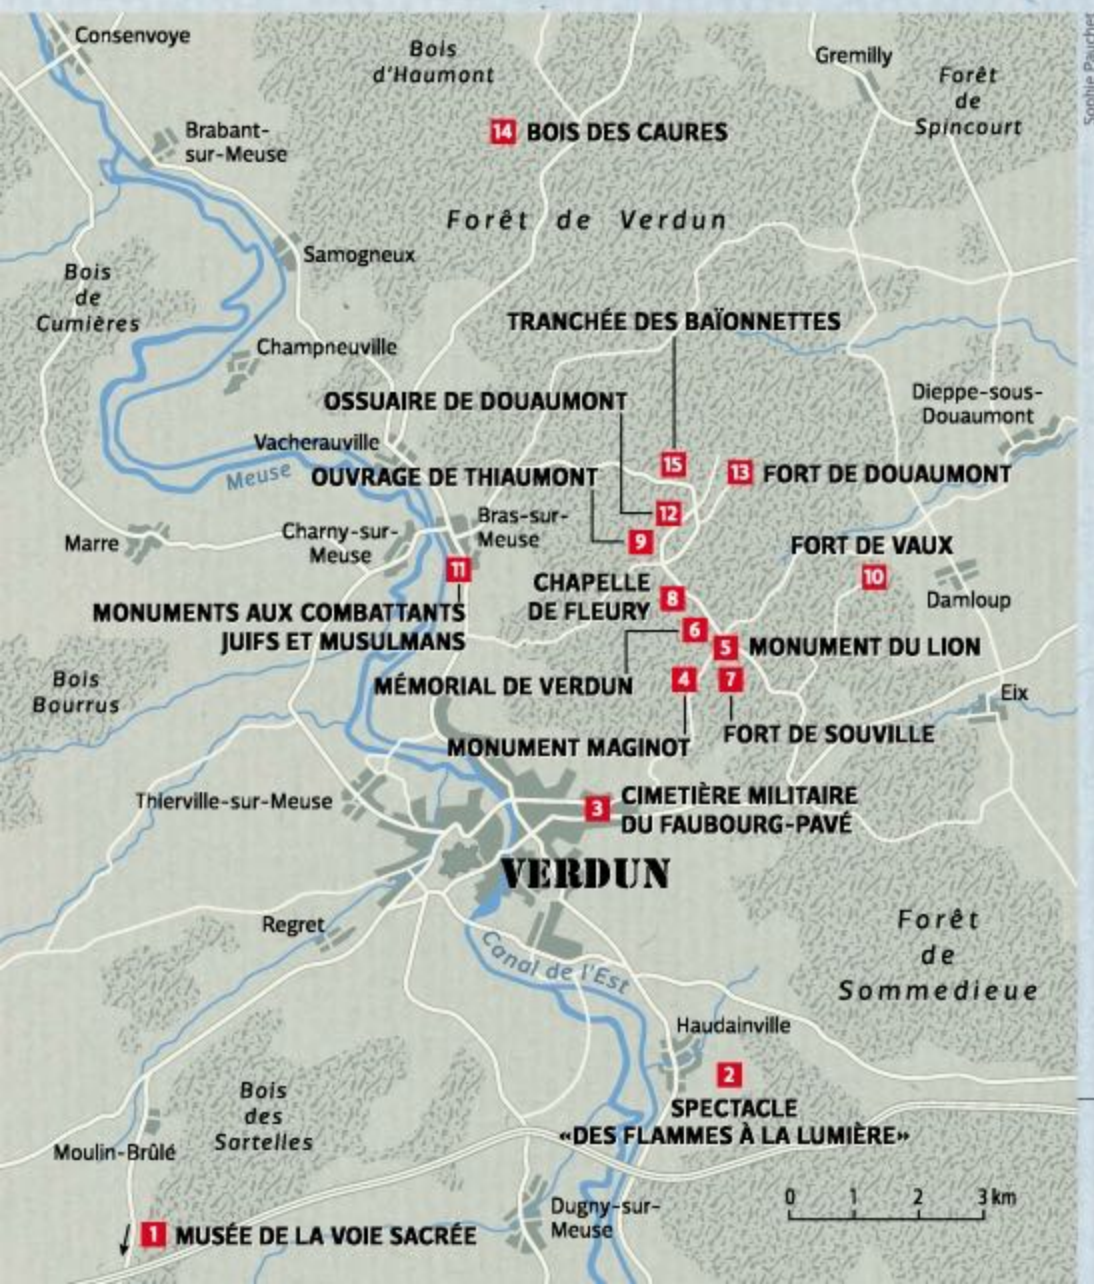 Consenvoye
Bois
d'Haumont
Gremilly
Sophie Pauchet
Forêt
de
Spincourt
14 BOIS DES CAURES
Brabant-
sur-Meuse
Forêt de Verdun
Samogneux
Bois
de
Cumières
TRANCHÉE DES BAÏONNETTES
Champneuville
Dieppe-sous-
Douaumont
OSSUAIRE DE DOUAUMONT
Vacherauville
Meuse
15
13 FORT DE DOUAUMONT
OUVRAGE DE THIAUMONT
12
Bras-sur-
Meuse
Charny-sur-
Meuse
Marre
9
FORT DE VAUX
10
11
CHAPELLE
DE FLEURY
8
Damloup
MONUMENTS AUX COMBATTANTS
JUIFS ET MUSULMANS
6
5 MONUMENT DU LION
Bois
Bourrus
MÉMORIAL DE VERDUN
4
7
Eix
MONUMENT MAGINOT
FORT DE SOUVILLE
Thierville-sur-Meuse
3 CIMETIÈRE MILITAIRE
DU FAUBOURG-PAVÉ
VERDUN
Regret
Canal de l'Est
Forêt
de
Sommedieue
Haudainville
2
SPECTACLE
«DES FLAMMES À LA LUMIÈRE»
Bois
des
Sartelles
Moulin-Brûlé
0 1 2 3 km
Dugny-sur-
Meuse
1 MUSÉE DE LA VOIE SACRÉE